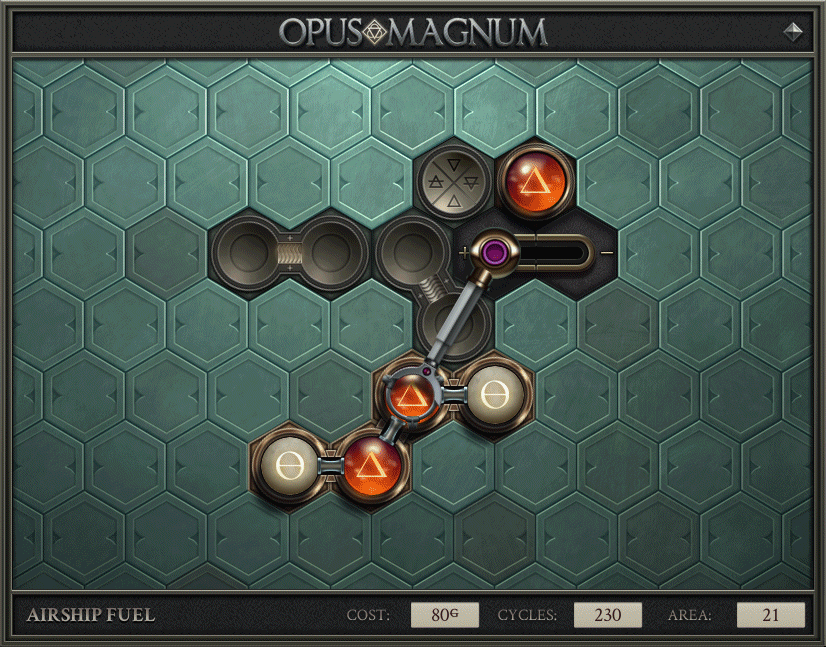 OPUS MAGNUM
AIRSHIP FUEL
COST: 80G
CYCLES: 230
AREA: 21